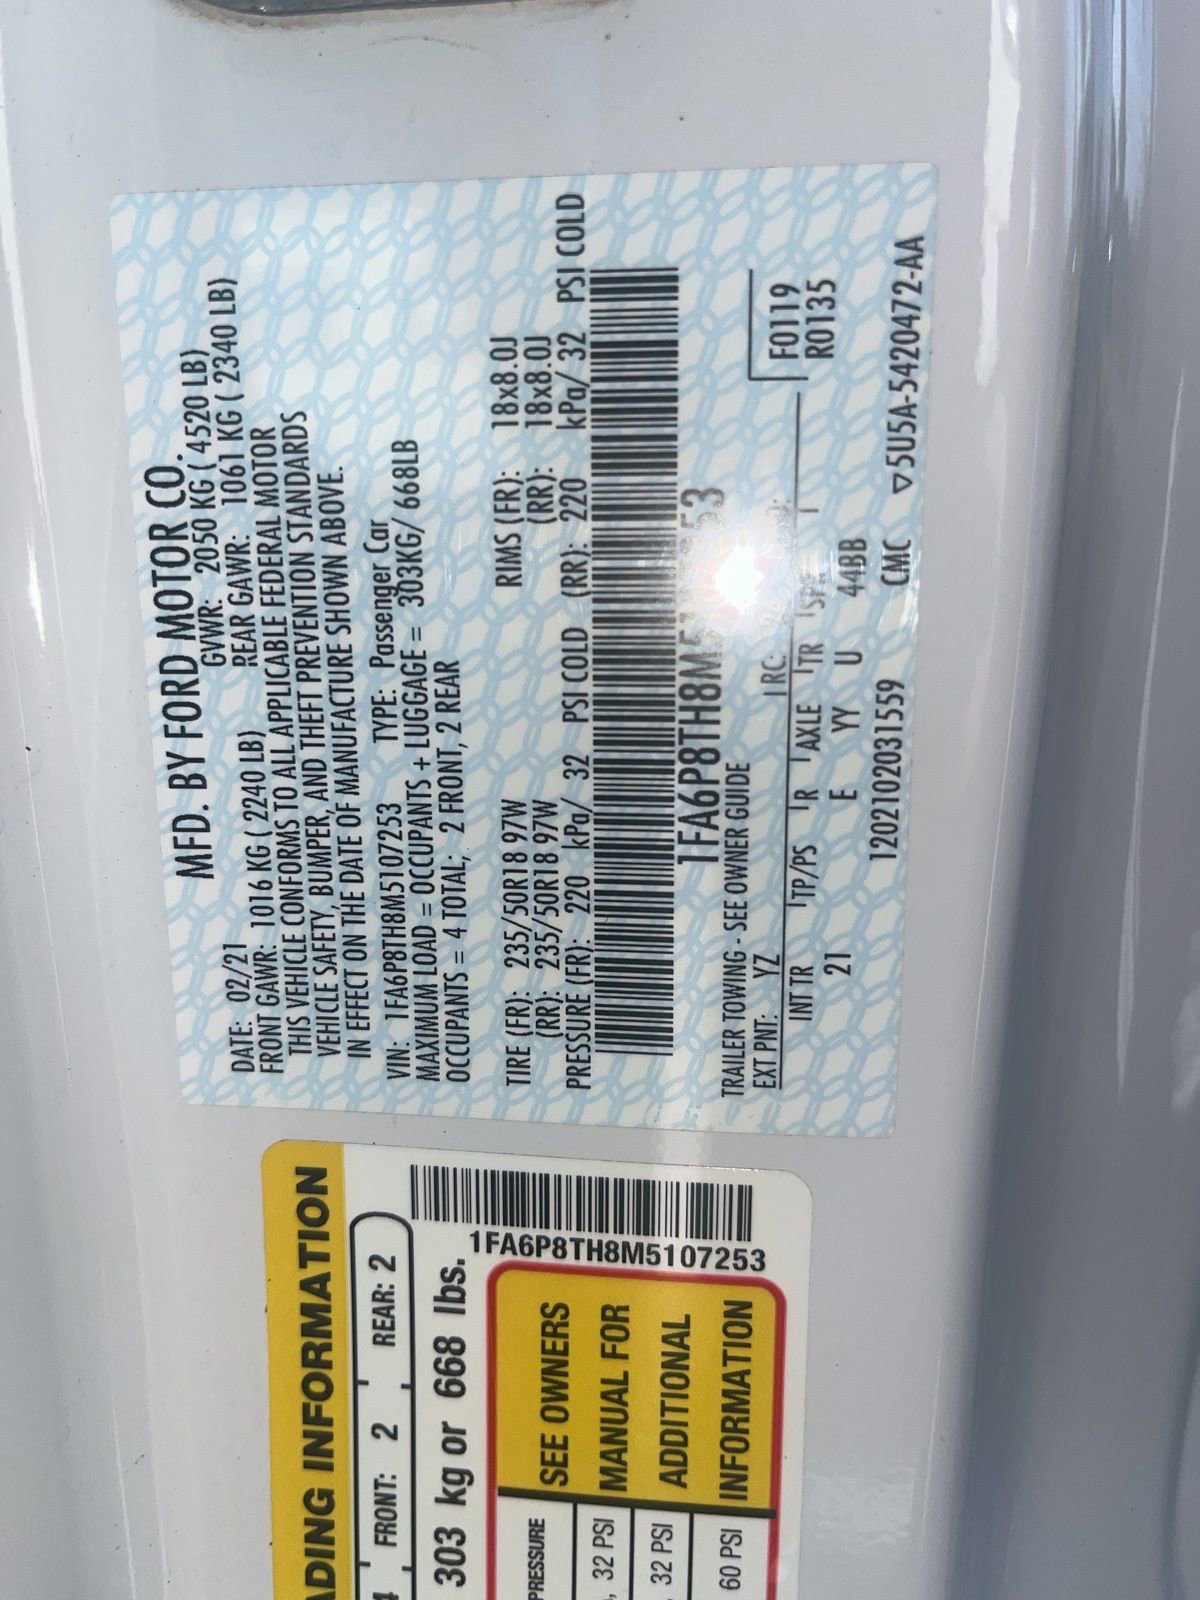 MFD. BY FORD MOTOR CO.
DATE: 02/21 GVWR: 2050 KG ( 4520 LB)
FRONT GAWR: 1016 KG ( 2240 LB) REAR GAWR: 1061 KG ( 2340 LB)
THIS VEHICLE CONFORMS TO ALL APPLICABLE FEDERAL MOTOR
VEHICLE SAFETY, BUMPER, AND THEFT PREVENTION STANDARDS
IN EFFECT ON THE DATE OF MANUFACTURE SHOWN ABOVE.
VIN: 1FA6P8TH8M5107253 TYPE: Passenger Car
MAXIMUM LOAD = OCCUPANTS + LUGGAGE = 303KG/ 668LB
OCCUPANTS = 4 TOTAL; 2 FRONT, 2 REAR
TIRE (FR): 235/50R18 97W RIMS (FR): 18x8.0J
(RR): 235/50R18 97W (RR): 18x8.0J
PRESSURE (FR): 220 kPa/ 32 PSI COLD (RR): 220 kPa/ 32 PSI COLD
1FA6P8TH8M5 53
TRAILER TOWING - SEE OWNER GUIDE
EXT PNT: YZ RC:
F0119
R0135
INT TR TP/PS R AXLE TR SPR
21 E YY U 44BB
12021020315​59 CMC ▽5U5A-5420472-AA
ADING INFORMATION
4 FRONT: 2 REAR: 2
303 kg or 668 lbs.
1FA6P8TH8M5107253
PRESSURE
, 32 PSI
, 32 PSI
60 PSI
SEE OWNERS
MANUAL FOR
ADDITIONAL
INFORMATION